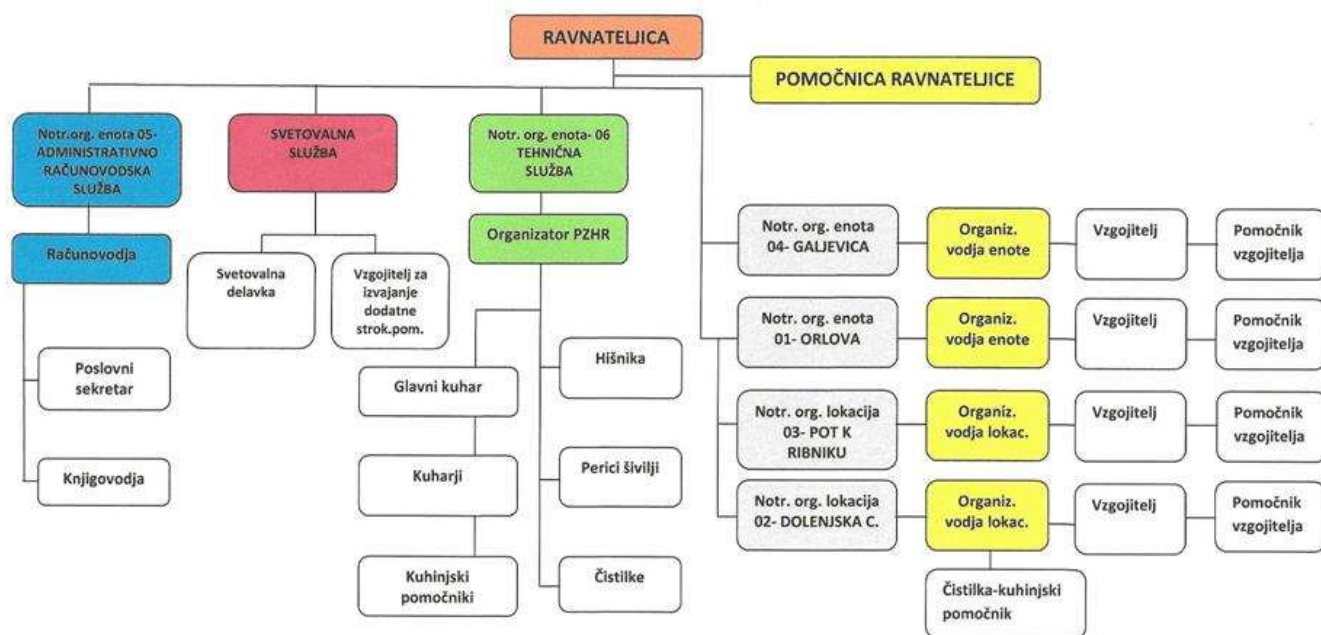 RAVNATELJICA
POMOČNICA RAVNATELJICE
Notr.org. enota 05-
ADMINISTRATIVNO
RAČUNOVODSKA
SLUŽBA
SVETOVALNA
SLUŽBA
Notr. org. enota- 06
TEHNIČNA
SLUŽBA
Računovodja
Poslovni
sekretar
Knjigovodja
Svetovalna
delavka
Vzgojitelj za
izvajanje
dodatne
strok.pom.
Organizator PZHR
Glavni kuhar
Kuharji
Kuhinjski
pomočniki
Hišnika
Perici šivilji
Čistilke
Notr. org. enota
04- GALJEVICA
Organiz.
vodja enote
Vzgojitelj
Pomočnik
vzgojitelja
Notr. org. enota
01- ORLOVA
Organiz.
vodja enote
Vzgojitelj
Pomočnik
vzgojitelja
Notr. org. lokacija
03- POT K
RIBNIKU
Organiz.
vodja lokac.
Vzgojitelj
Pomočnik
vzgojitelja
Notr. org. lokacija
02- DOLENJSKA C.
Organiz.
vodja lokac.
Vzgojitelj
Pomočnik
vzgojitelja
Čistilka-kuhinjski
pomočnik